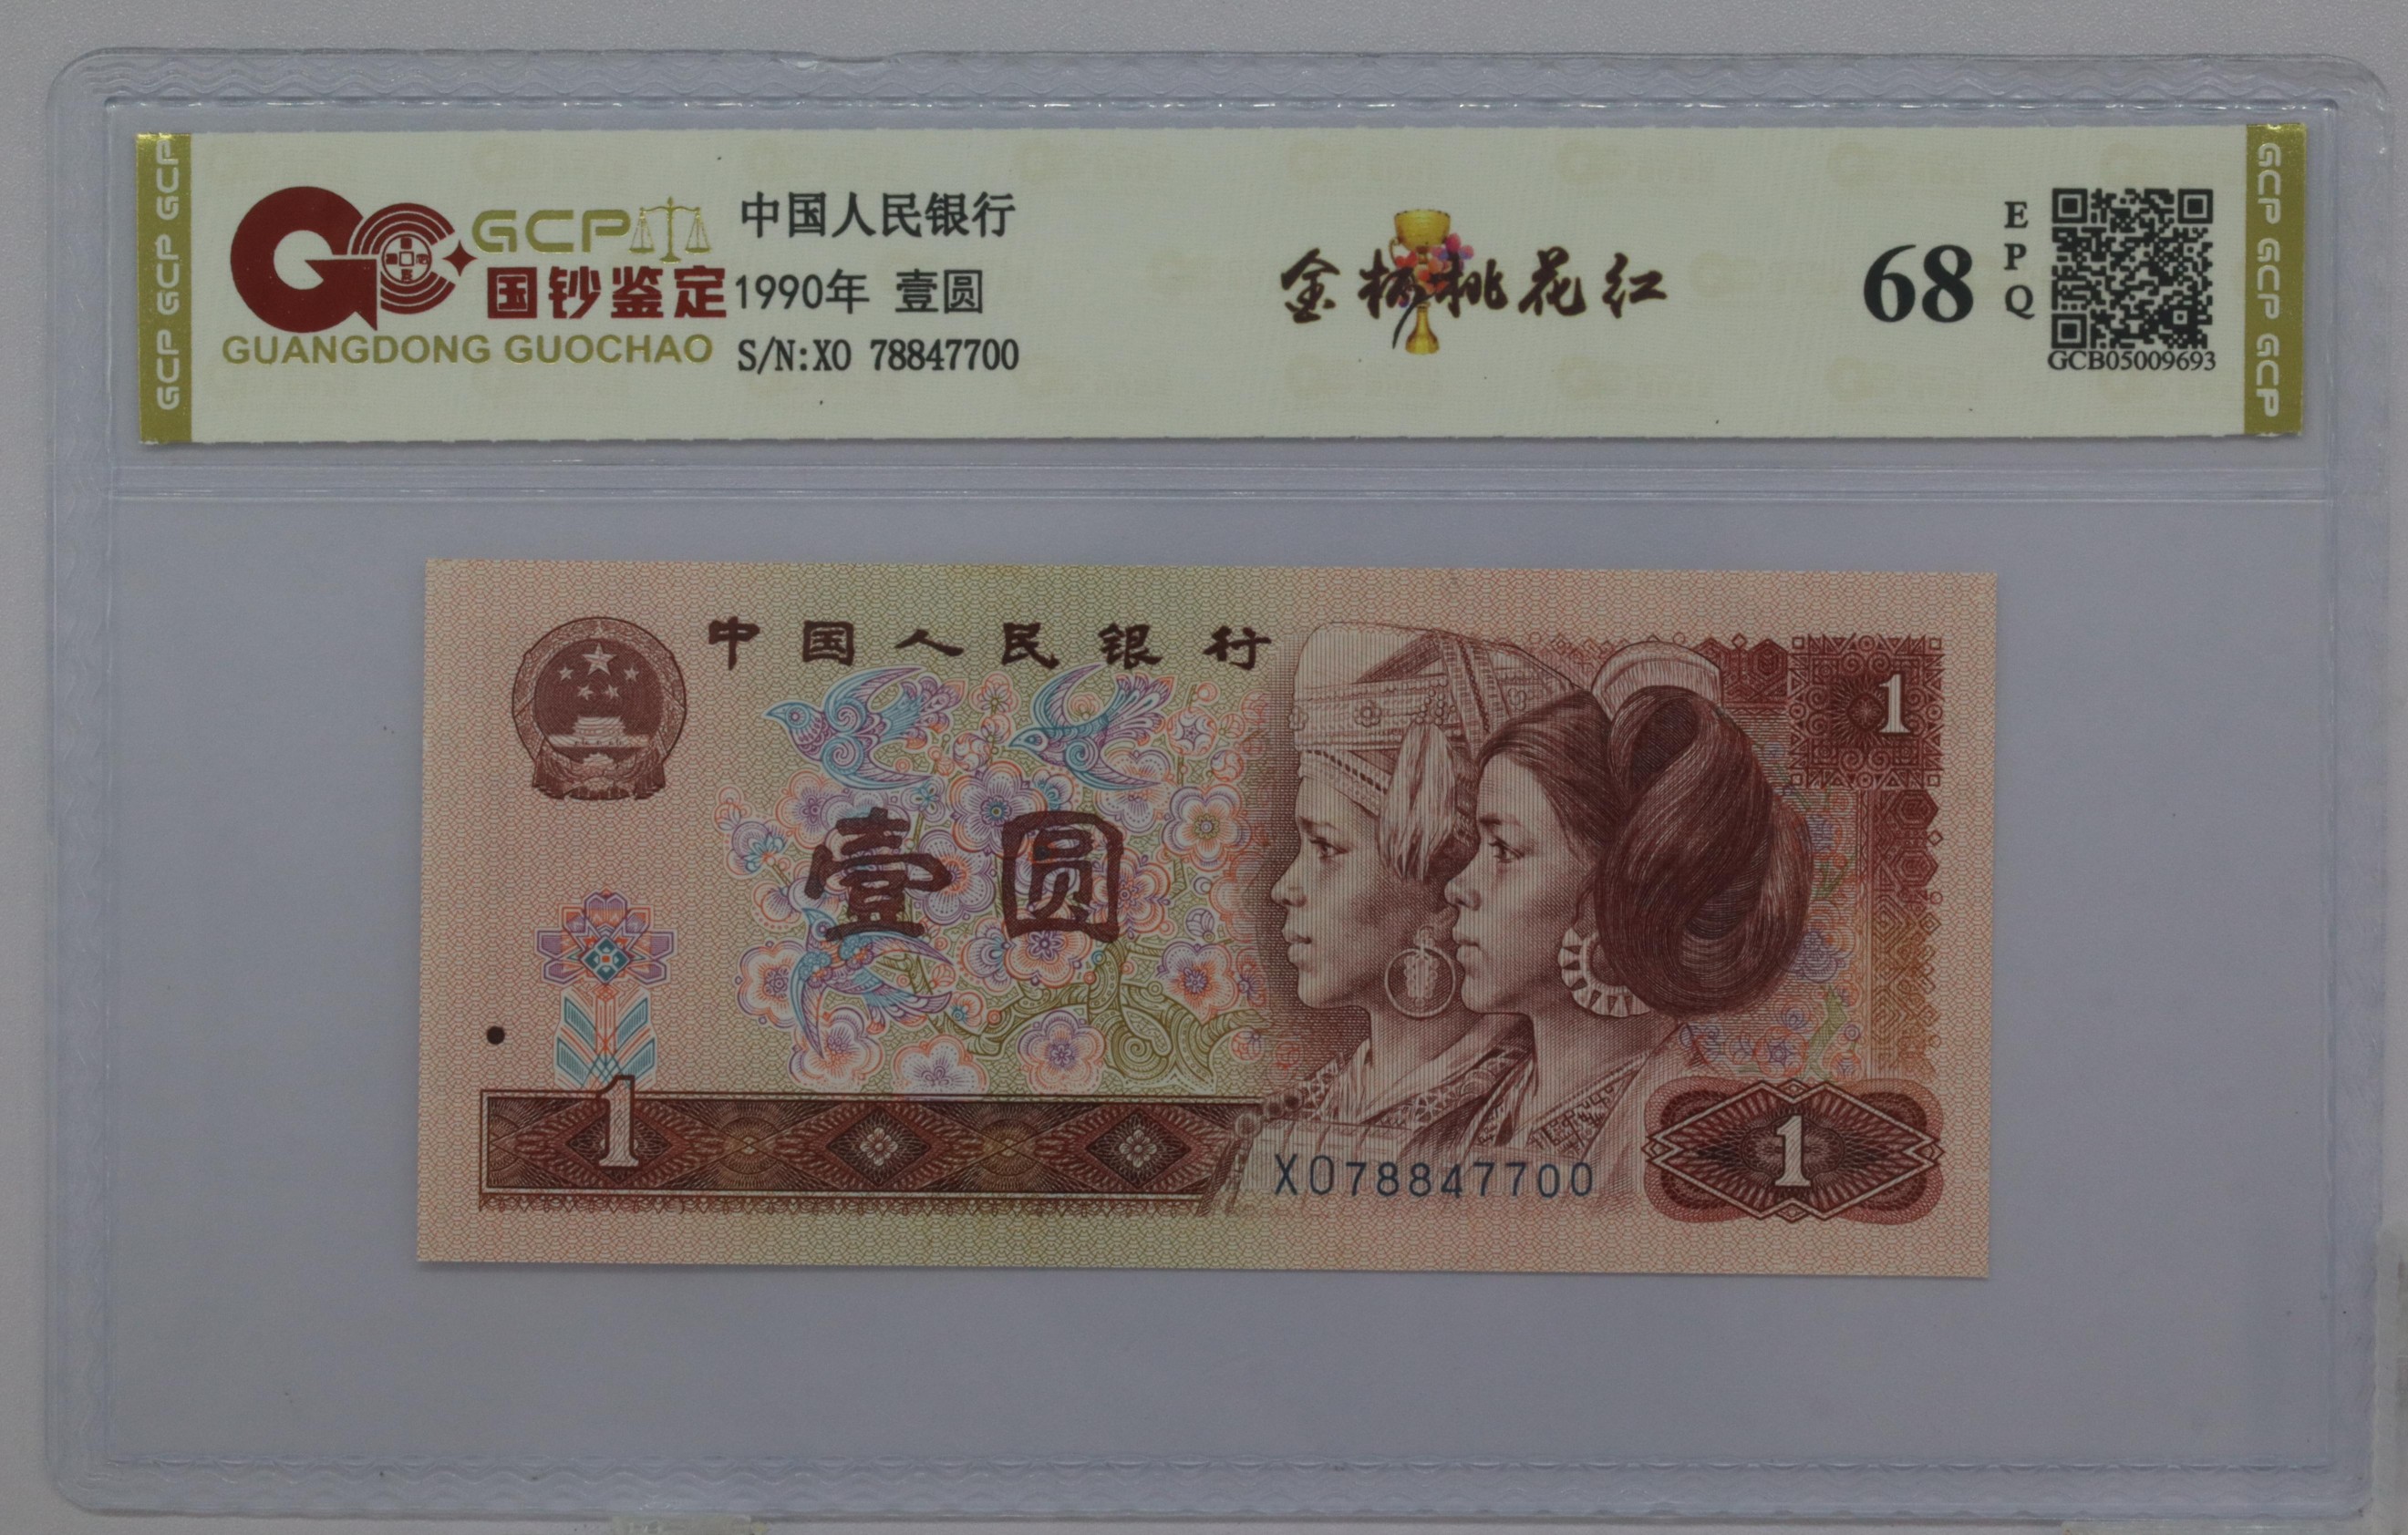 GCP GCP GCP
GCP
国钞鉴定
GUANGDONG GUOCHAO
中国人民银行
1990年 壹圆
S/N:XO 78847700
金杯桃花红
68
EPQ
GCB05009693
GCP GCP GCP
中国人民银行
1
壹圆
1
XO78847700
1